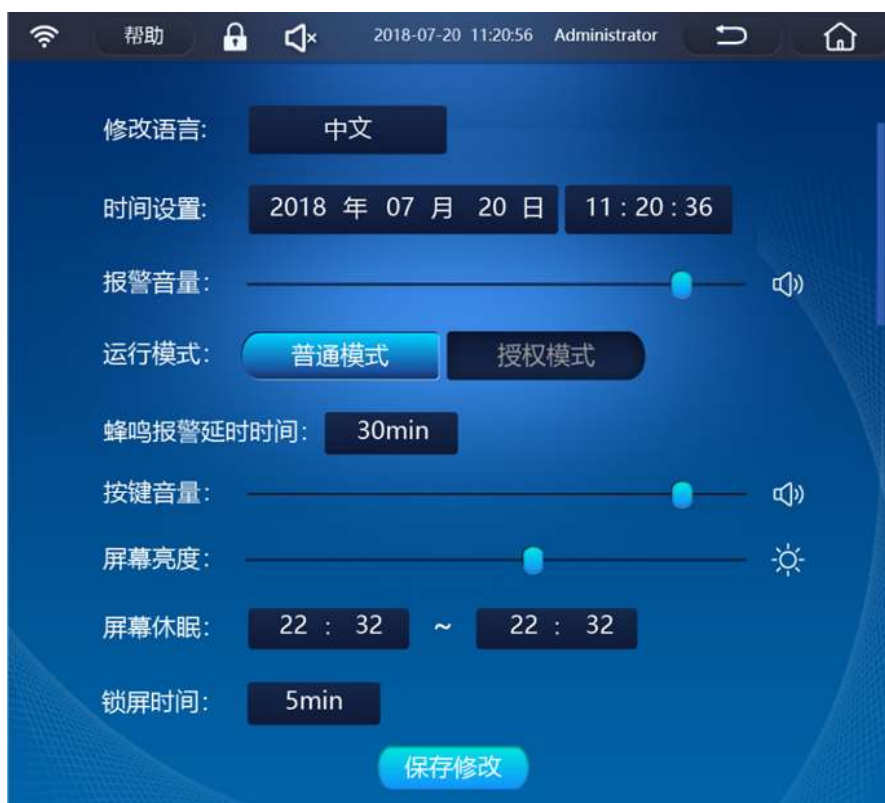 帮助 2018-07-20 11:20:56 Administrator
修改语言: 中文
时间设置: 2018 年 07 月 20 日 11 : 20 : 36
报警音量:
运行模式: 普通模式 授权模式
蜂鸣报警延时时间: 30min
按键音量:
屏幕亮度:
屏幕休眠: 22 : 32 ~ 22 : 32
锁屏时间: 5min
保存修改